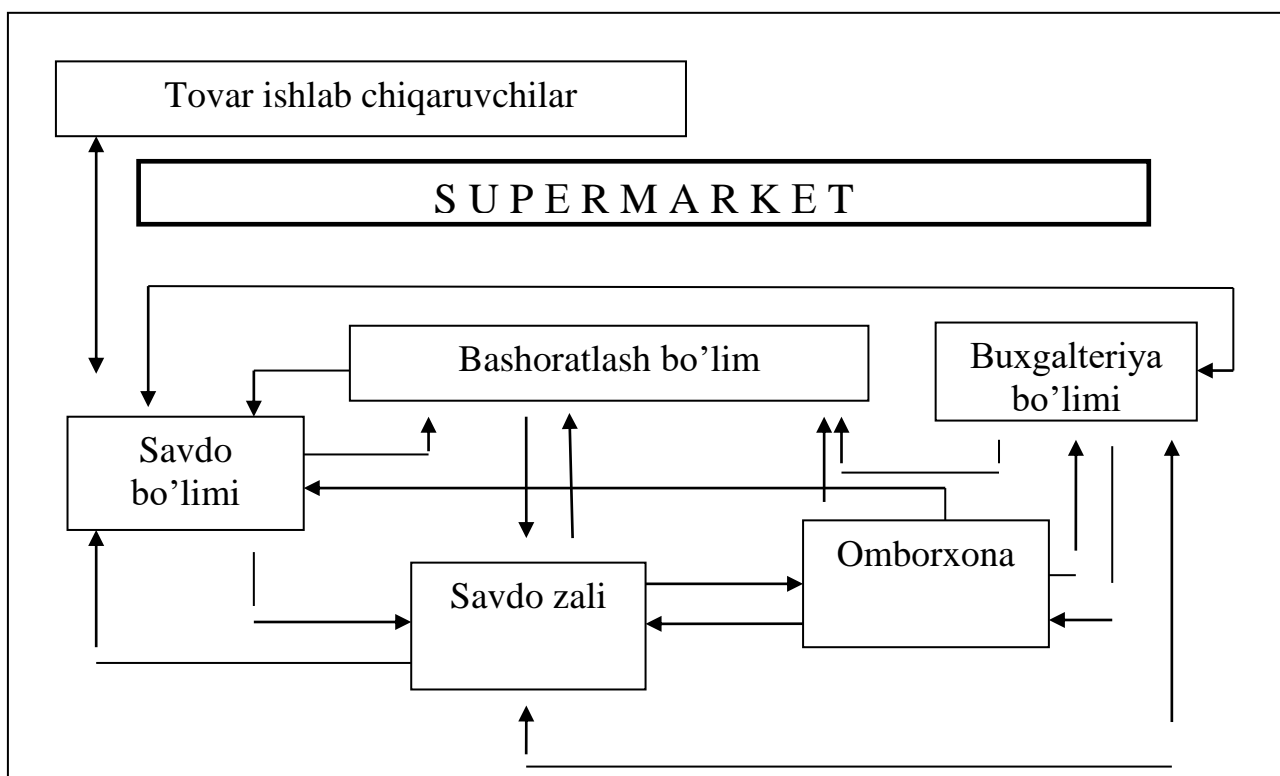 Tovar ishlab chiqaruvchilar
S U P E R M A R K E T
Bashoratlash bo’lim
Buxgalteriya
bo’limi
Savdo
bo’limi
Omborxona
Savdo zali